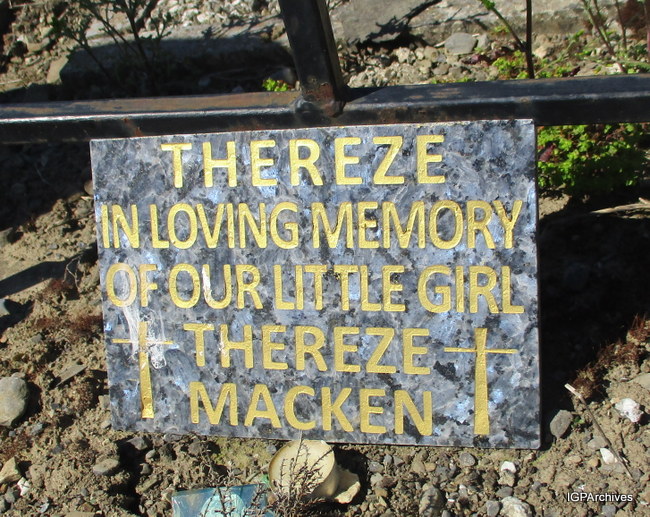 THEREZE
IN LOVING MEMORY
OF OUR LITTLE GIRL
THEREZE
MACKEN
IGPArchives